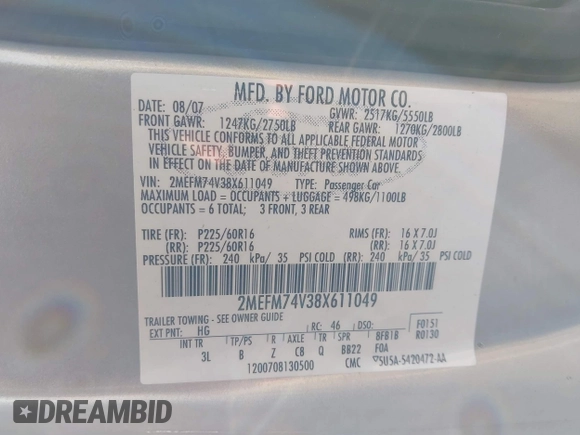 MFD. BY FORD MOTOR CO.
DATE: 08/07 GVWR: 2517KG/5550LB
FRONT GAWR: 1247KG/2750LB REAR GAWR: 1270KG/2800LB
THIS VEHICLE CONFORMS TO ALL APPLICABLE FEDERAL MOTOR
VEHICLE SAFETY, BUMPER, AND THEFT PREVENTION STANDARDS
IN EFFECT ON THE DATE OF MANUFACTURE SHOWN ABOVE.
VIN: 2MEFM74V38X611049 TYPE: Passenger Car
MAXIMUM LOAD = OCCUPANTS + LUGGAGE = 498KG/1100LB
OCCUPANTS = 6 TOTAL; 3 FRONT, 3 REAR
TIRE (FR): P225/60R16 RIMS (FR): 16 X 7.0J
(RR): P225/60R16 (RR): 16 X 7.0J
PRESSURE (FR): 240 kPa/ 35 PSI COLD (RR): 240 kPa/ 35 PSI COLD
2MEFM74V38X611049
TRAILER TOWING - SEE OWNER GUIDE
EXT PNT: HG RC: 46 DSO: F0151
INT TR TP/PS R AXLE TR SPR 8FB1B R0130
3L B Z C8 Q BB22 FOA
1200708130500 CMC 5U5A-5420472-AA
DREAMBID